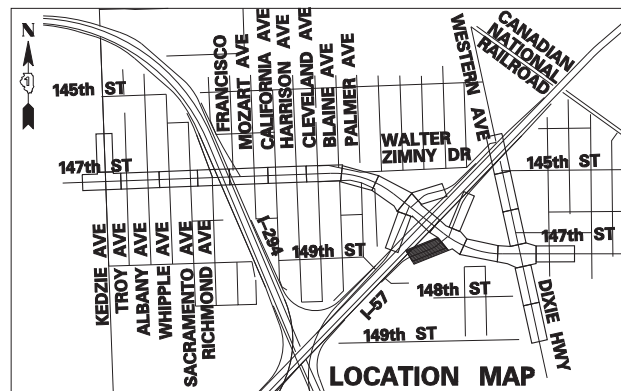 N
CANADIAN
NATIONAL
RAILROAD
WESTERN AVE
FRANCISCO
MOZART AVE
CALIFORNIA AVE
HARRISON AVE
CLEVELAND AVE
BLAINE AVE
PALMER AVE
145th ST
WALTER
ZIMNY DR
147th ST
145th ST
KEDZIE AVE
TROY AVE
ALBANY AVE
WHIPPLE AVE
SACRAMENTO AVE
RICHMOND AVE
I-294
149th ST
147th ST
I-57
148th ST
DIXIE HWY
149th ST
LOCATION MAP